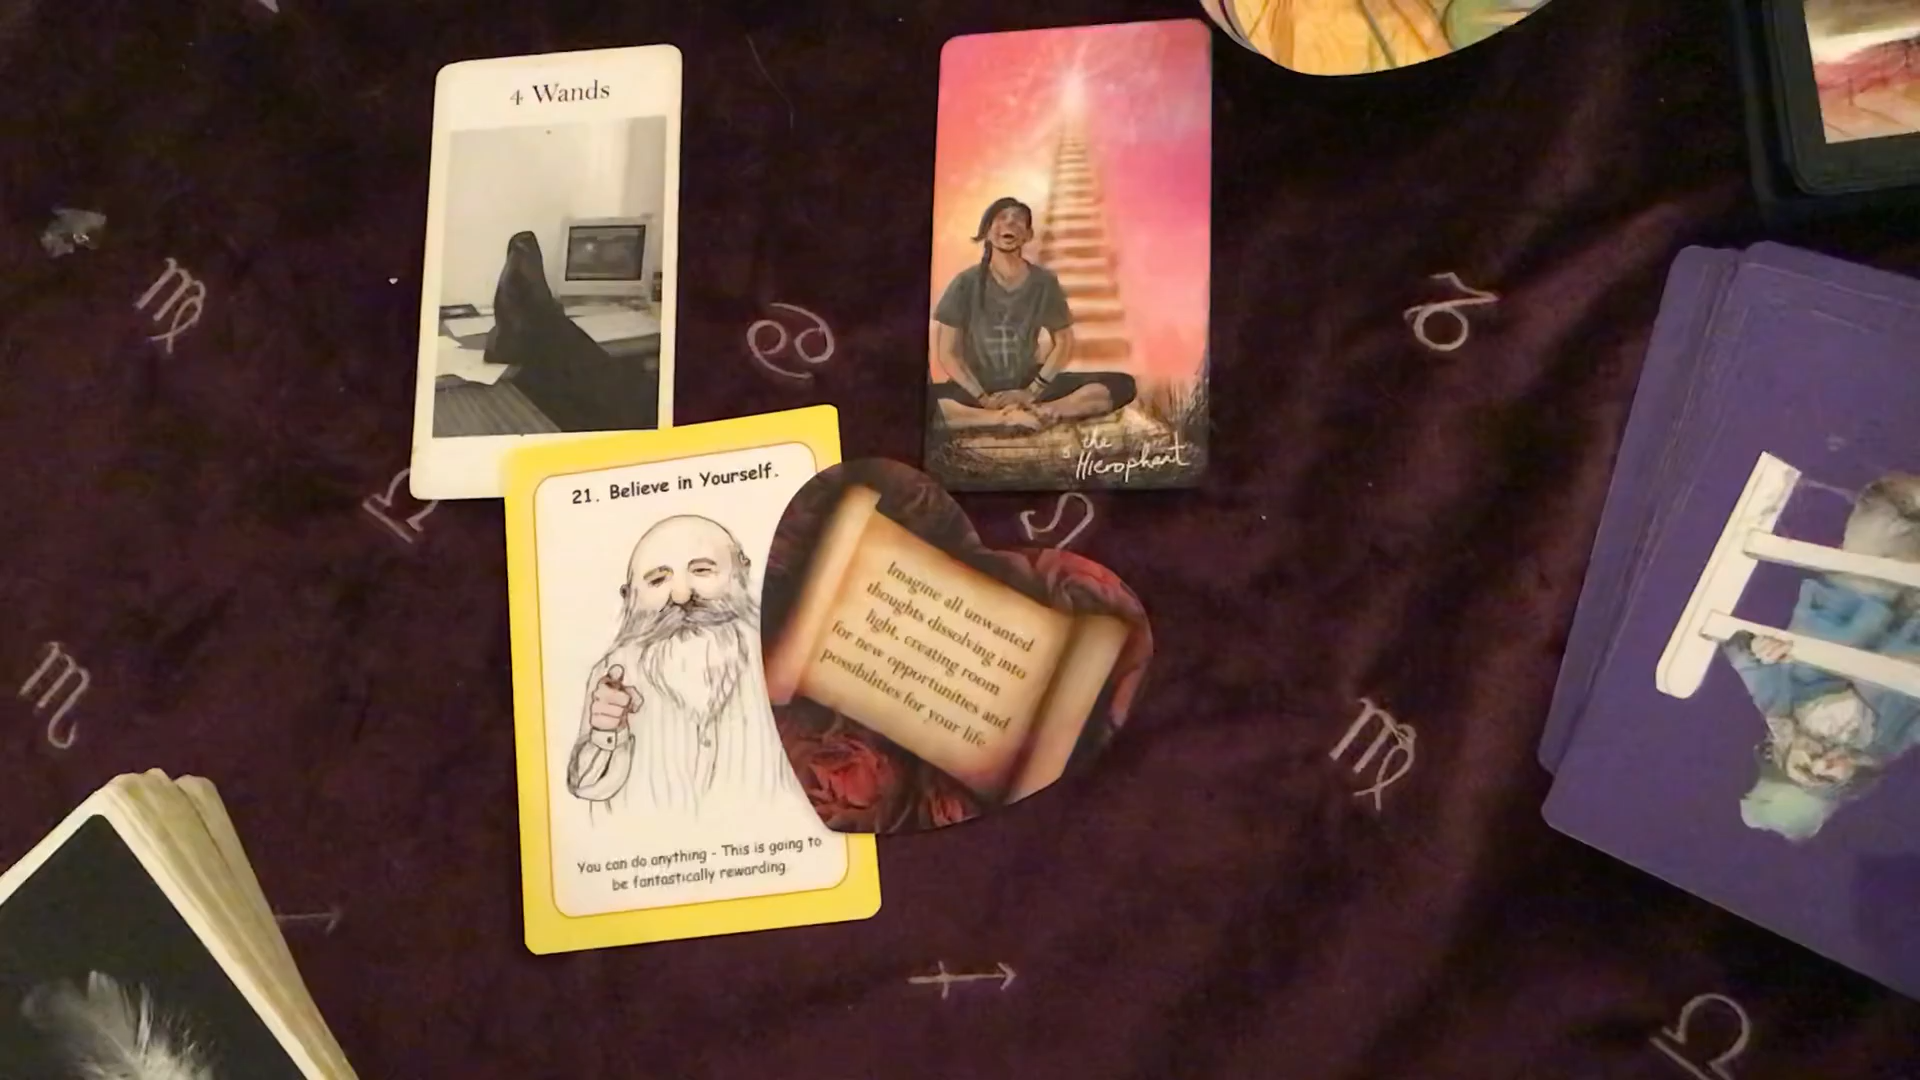 4 Wands
5
the
Hierophant
21. Believe in Yourself.
You can do anything - This is going to
be fantastically rewarding.
Imagine all unwanted
thoughts dissolving into
light, creating room
for new opportunities and
possibilities for your life